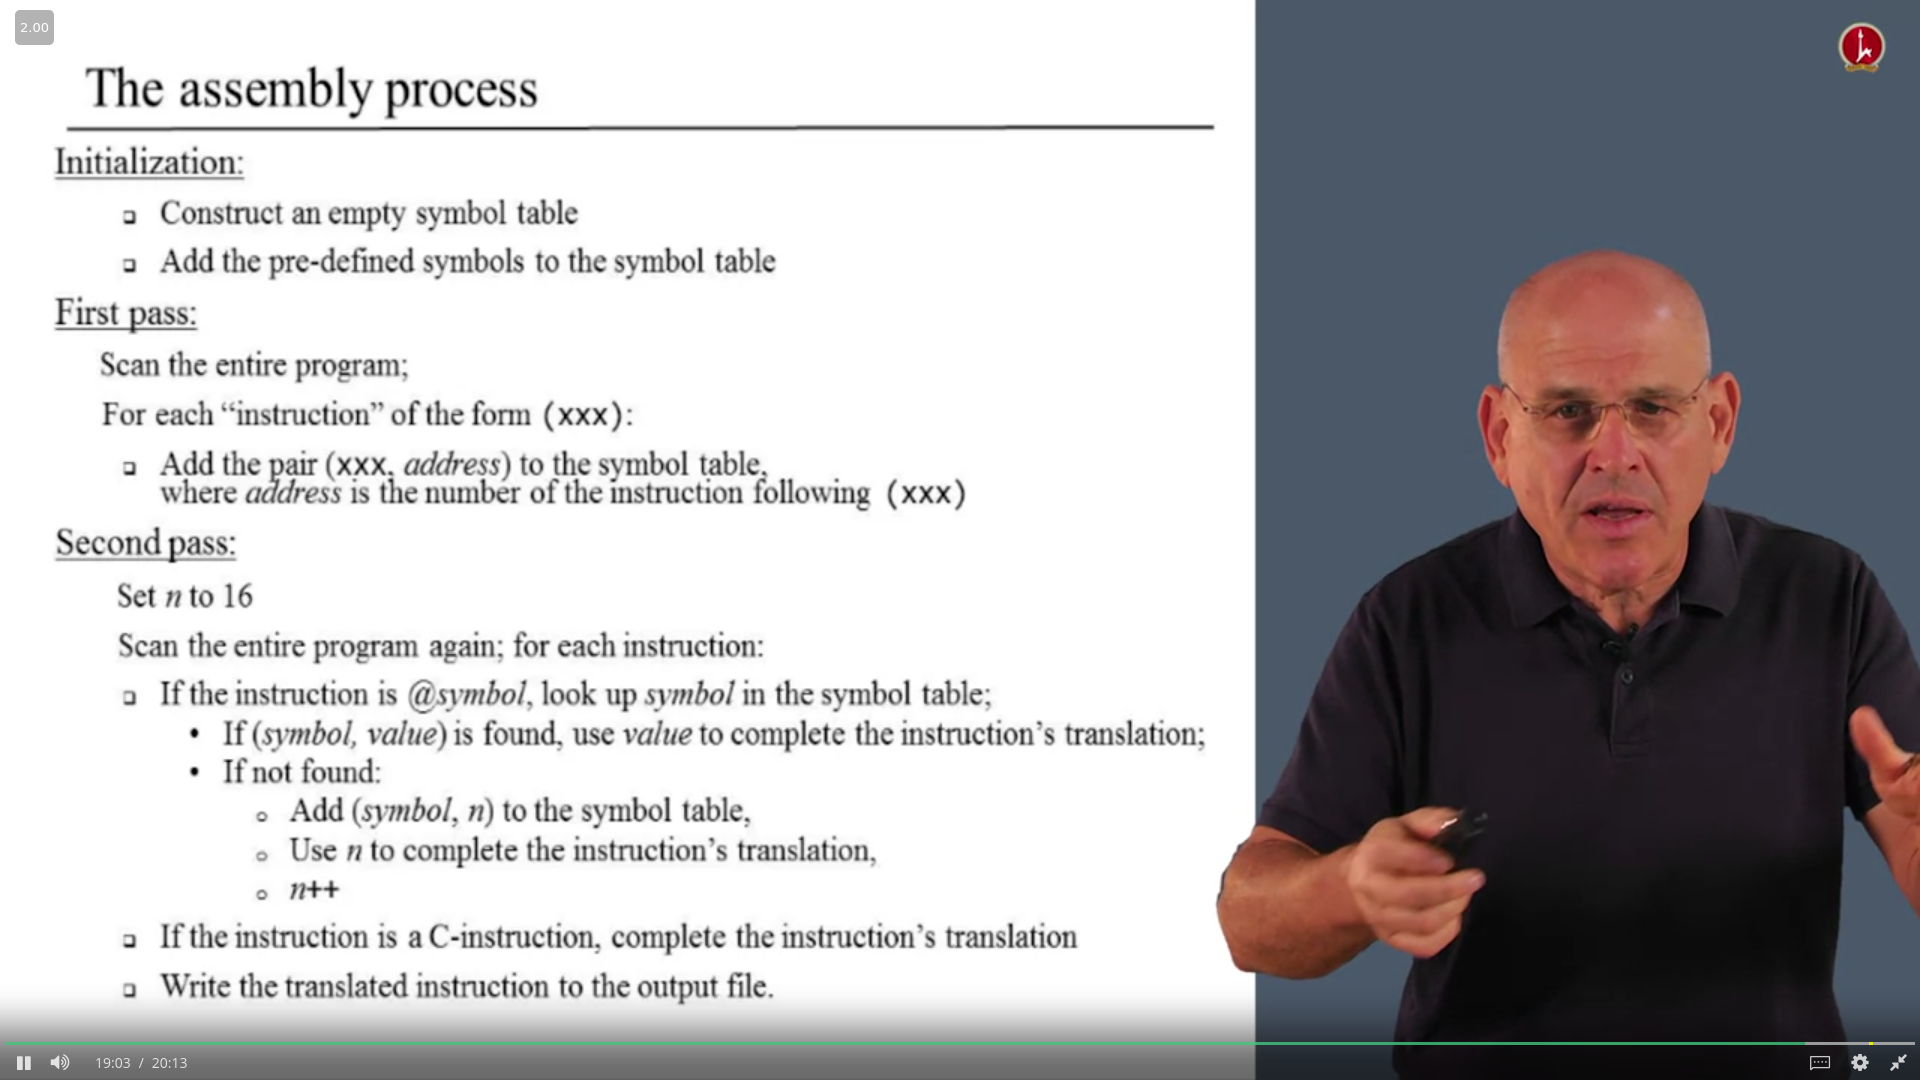 2.00
The assembly process
Initialization:
Construct an empty symbol table
Add the pre-defined symbols to the symbol table
First pass:
Scan the entire program;
For each “instruction” of the form (xxx):
Add the pair (xxx, address) to the symbol table,
where address is the number of the instruction following (xxx)
Second pass:
Set n to 16
Scan the entire program again; for each instruction:
If the instruction is @symbol, look up symbol in the symbol table;
• If (symbol, value) is found, use value to complete the instruction’s translation;
• If not found:
Add (symbol, n) to the symbol table,
Use n to complete the instruction’s translation,
n++
If the instruction is a C-instruction, complete the instruction’s translation
Write the translated instruction to the output file.
19:03 / 20:13